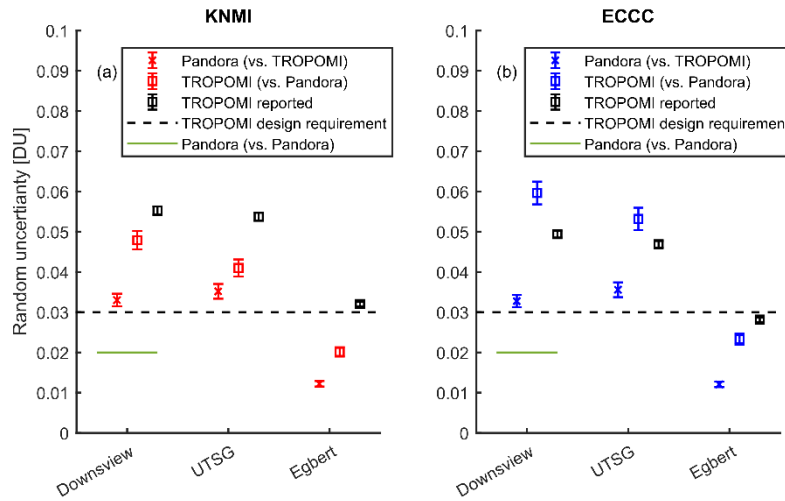 KNMI
Random uncertianty [DU]
0.1
0.09
0.08
0.07
0.06
0.05
0.04
0.03
0.02
0.01
0
(a)
Pandora (vs. TROPOMI)
TROPOMI (vs. Pandora)
TROPOMI reported
TROPOMI design requirement
Pandora (vs. Pandora)
Downsview
UTSG
Egbert
ECCC
0.1
0.09
0.08
0.07
0.06
0.05
0.04
0.03
0.02
0.01
0
(b)
Pandora (vs. TROPOMI)
TROPOMI (vs. Pandora)
TROPOMI reported
TROPOMI design requirement
Pandora (vs. Pandora)
Downsview
UTSG
Egbert